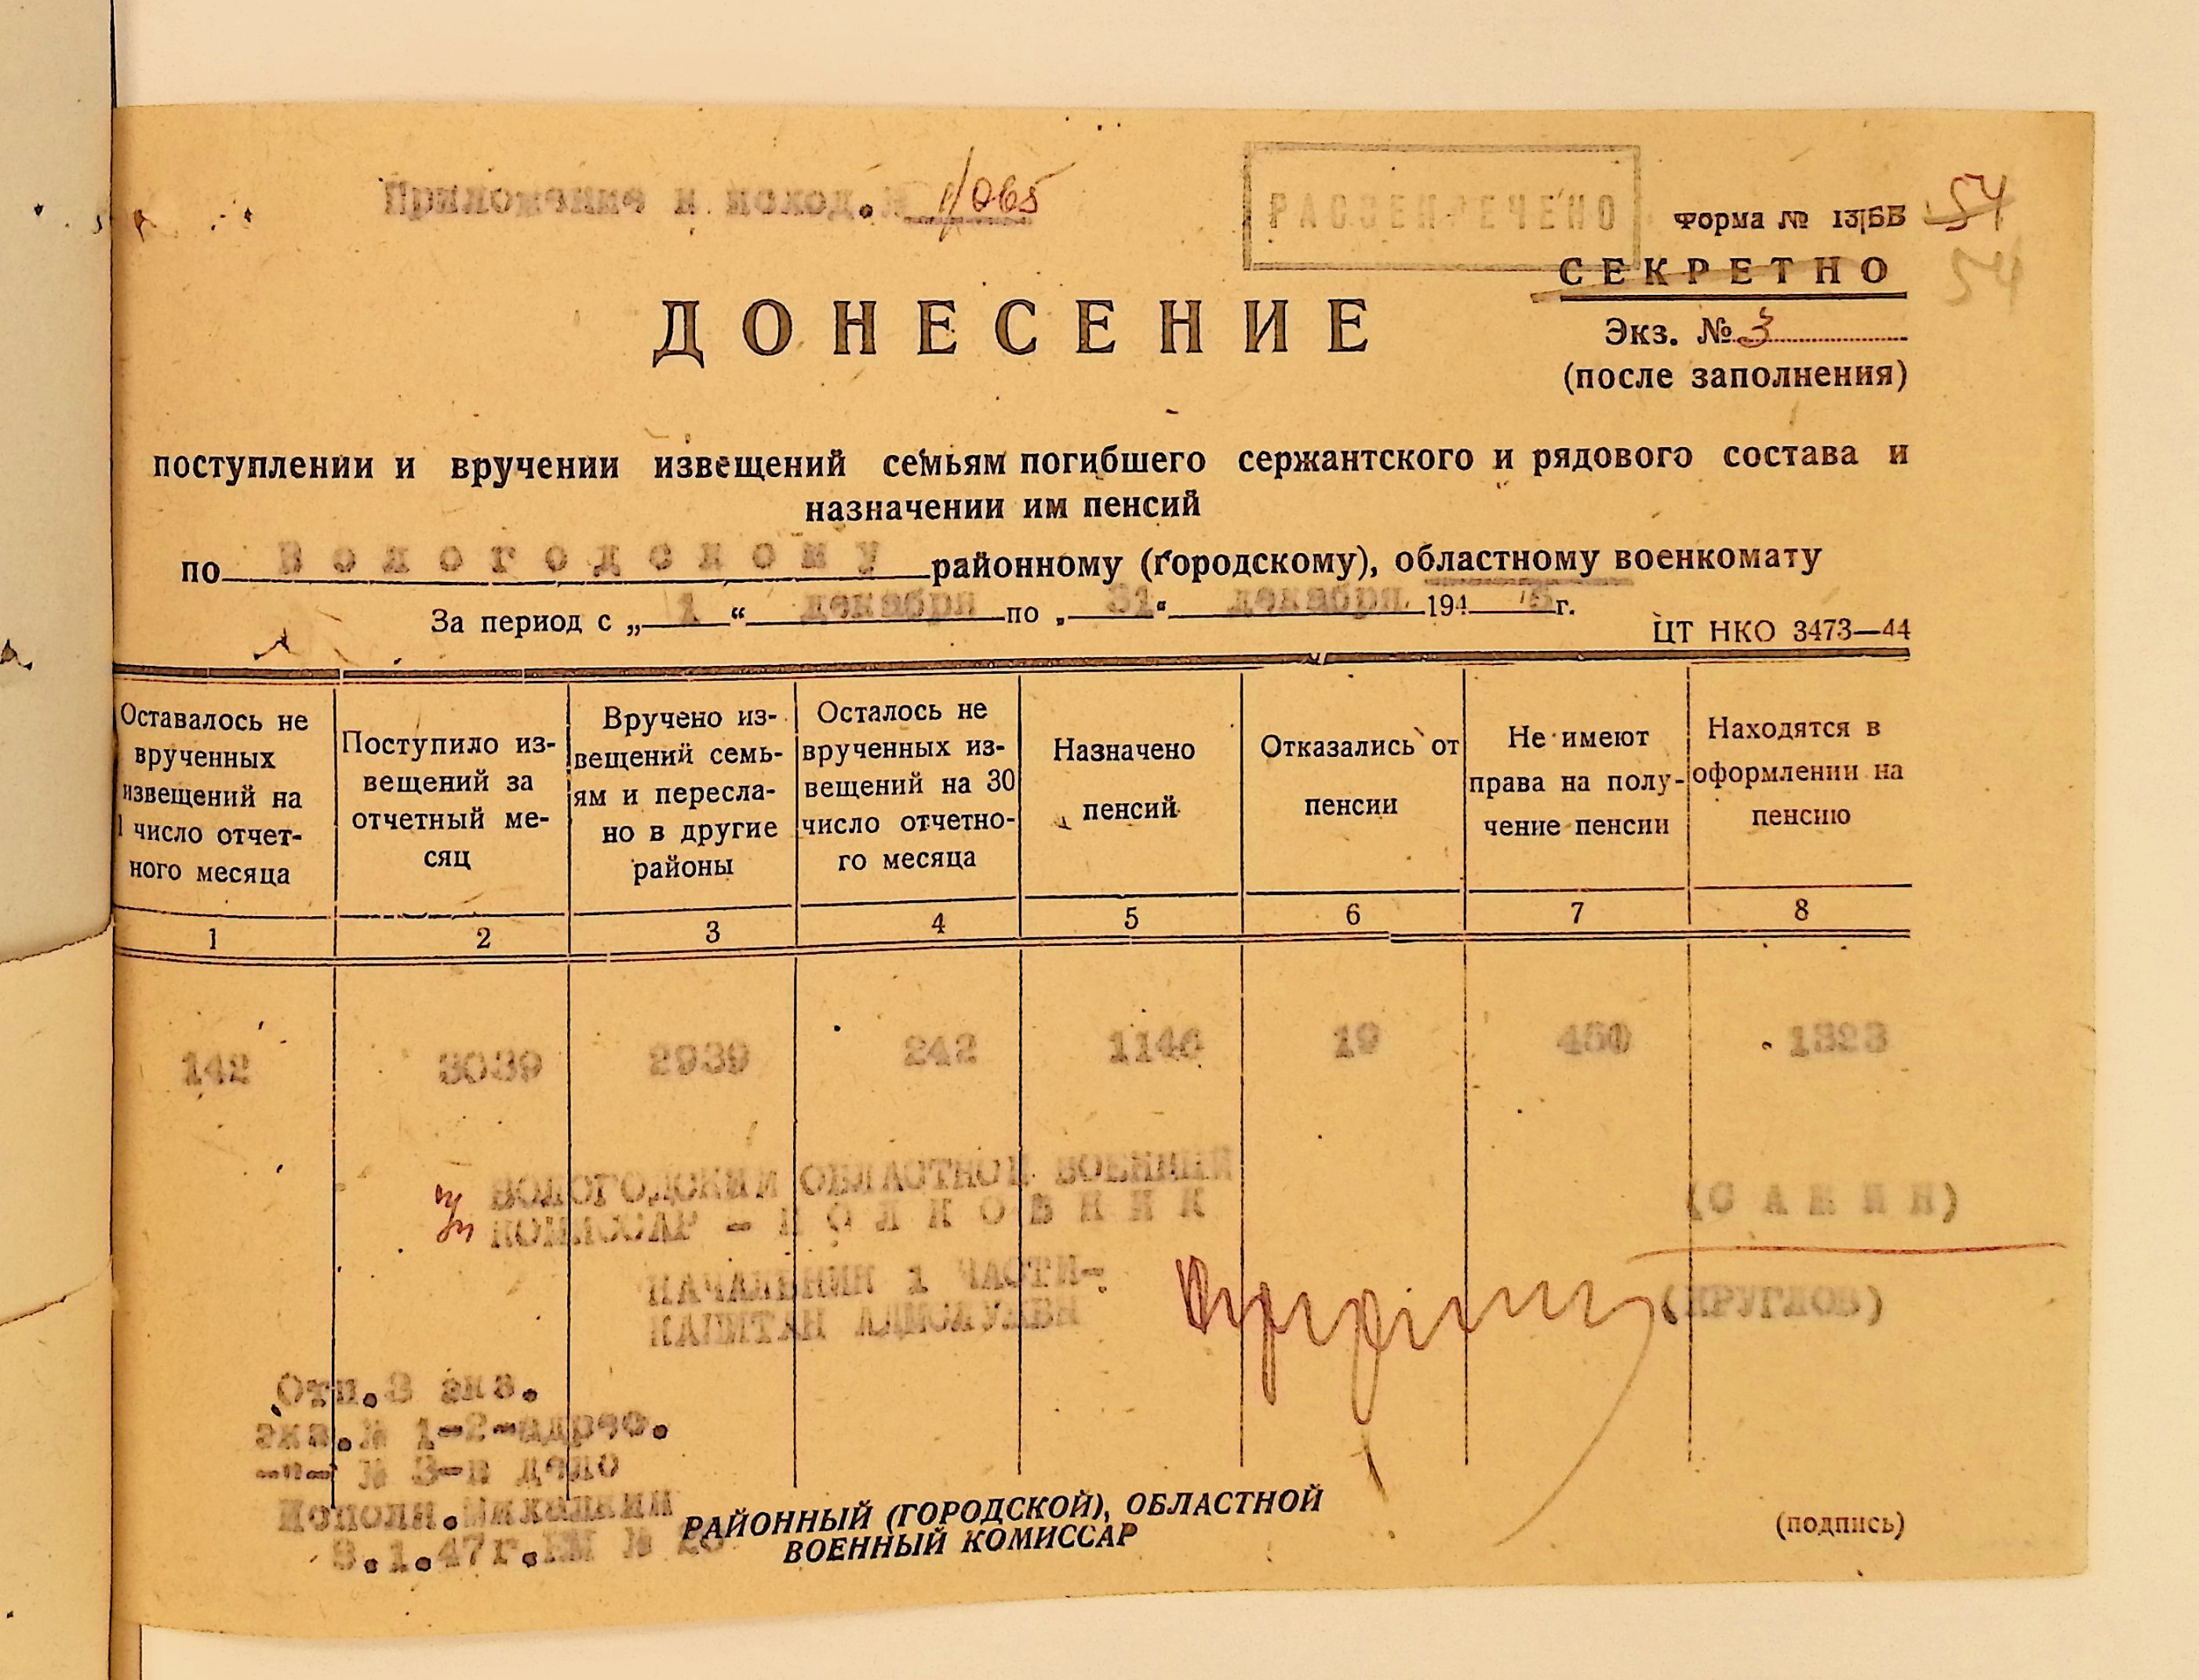 Приложение к исход. № 1/065
РАССЕКРЕЧЕНО
Форма № 13/ББ
54
СЕКРЕТНО
54
ДОНЕСЕНИЕ
Экз. № 3
(после заполнения)
поступлении и вручении извещений семьям погибшего сержантского и рядового состава и
назначении им пенсий
по Вологодскому районному (городскому), областному военкомату
За период с „1“ декабря по „31“ декабря 194 г.
ЦТ НКО 3473—44
Оставалось не врученных извещений на 1 число отчетного месяца
Поступило извещений за отчетный месяц
Вручено извещений семьям и переслано в другие районы
Осталось не врученных извещений на 30 число отчетного месяца
Назначено пенсий
Отказались от пенсии
Не имеют права на получение пенсии
Находятся в оформлении на пенсию
1 2 3 4 5 6 7 8
142 3039 2939 242 1146 19 450 1323
ВОЛОГОДСКИЙ ОБЛАСТНОЙ ВОЕННЫЙ
КОМИССАР – ПОЛКОВНИК (САНИН)
НАЧАЛЬНИК 1 ЧАСТИ–
КАПИТАН АДМСЛУЖБЫ (КРУГЛОВ)
Отп. 3 экз.
экз. № 1–2–адрес.
–"– № 3–в дело
Исполн.
8.1.47г. №
РАЙОННЫЙ (ГОРОДСКОЙ), ОБЛАСТНОЙ
ВОЕННЫЙ КОМИССАР
(подпись)